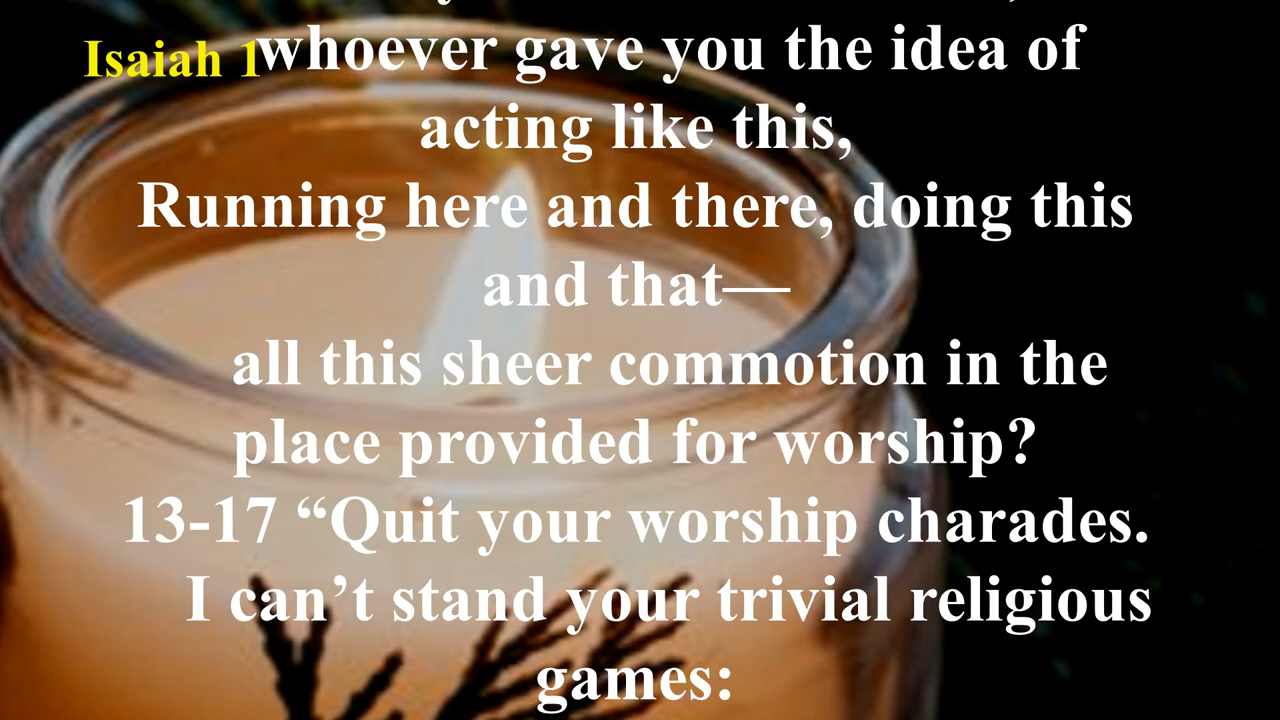 Isaiah 1
whoever gave you the idea of
acting like this,
Running here and there, doing this
and that—
all this sheer commotion in the
place provided for worship?
13-17 “Quit your worship charades.
I can’t stand your trivial religious
games: